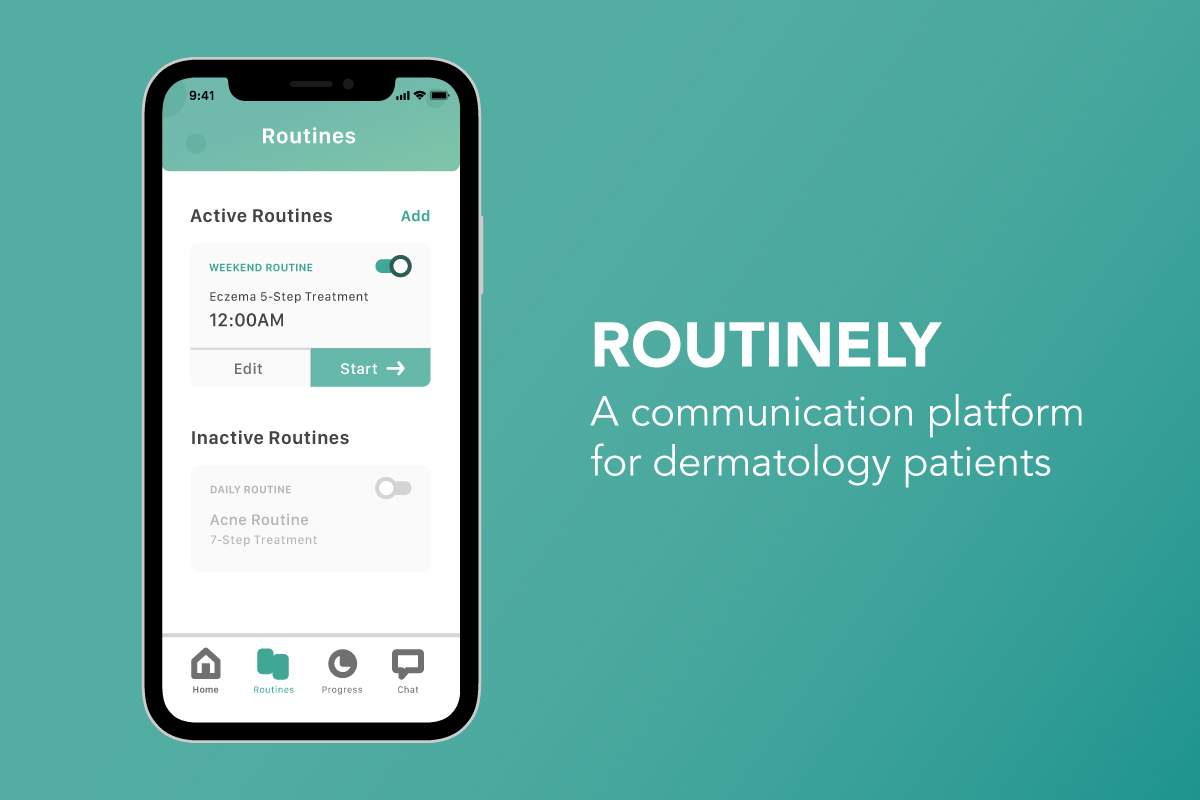 9:41
Routines
Active Routines
Add
WEEKEND ROUTINE
Eczema 5-Step Treatment
12:00AM
Edit
Start
Inactive Routines
DAILY ROUTINE
Acne Routine
7-Step Treatment
Home
Routines
Progress
Chat
ROUTINELY
A communication platform
for dermatology patients